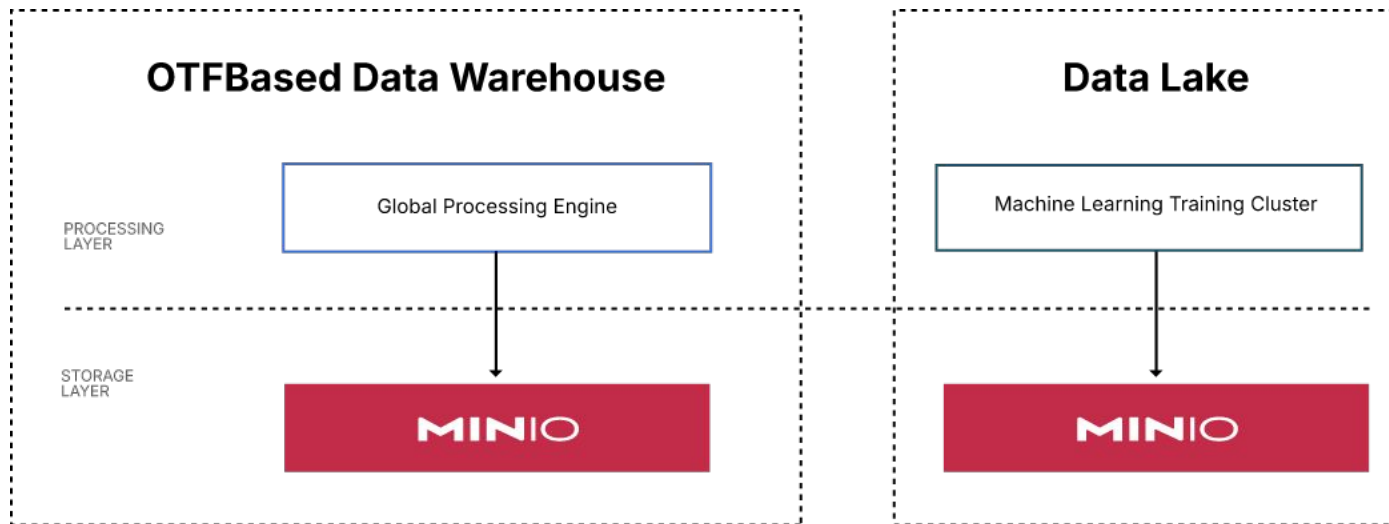 OTFBased Data Warehouse
Data Lake
Global Processing Engine
Machine Learning Training Cluster
PROCESSING
LAYER
STORAGE
LAYER
MINIO
MINIO